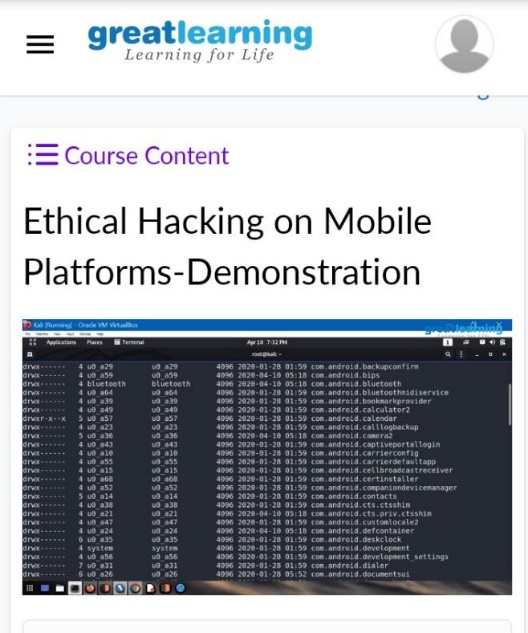 greatlearning
Learning for Life
Course Content
Ethical Hacking on Mobile
Platforms-Demonstration
Kali [Running] - Oracle VM VirtualBox
greatlearning
Applications Places Terminal Apr 10 7:32 PM 1
root@kali: ~
drwx------ 4 u0_a29 u0_a29 4096 2020-01-28 01:59 com.android.backupconfirm
drwx------ 4 u0_a59 u0_a59 4096 2020-04-10 05:18 com.android.bips
drwx------ 4 bluetooth bluetooth 4096 2020-04-10 05:18 com.android.bluetooth
drwx------ 4 u0_a64 u0_a64 4096 2020-01-28 01:59 com.android.bluetoothmidiservice
drwx------ 4 u0_a39 u0_a39 4096 2020-01-28 01:59 com.android.bookmarkprovider
drwx------ 4 u0_a49 u0_a49 4096 2020-01-28 01:59 com.android.calculator2
drwxr-x--x 5 u0_a57 u0_a57 4096 2020-01-28 01:59 com.android.calendar
drwx------ 4 u0_a23 u0_a23 4096 2020-01-28 01:59 com.android.calllogbackup
drwx------ 5 u0_a36 u0_a36 4096 2020-04-10 05:18 com.android.camera2
drwx------ 4 u0_a43 u0_a43 4096 2020-01-28 01:59 com.android.captiveportallogin
drwx------ 4 u0_a10 u0_a10 4096 2020-01-28 01:59 com.android.carrierconfig
drwx------ 4 u0_a55 u0_a55 4096 2020-01-28 01:59 com.android.carrierdefaultapp
drwx------ 4 u0_a15 u0_a15 4096 2020-01-28 01:59 com.android.cellbroadcastreceiver
drwx------ 4 u0_a68 u0_a68 4096 2020-01-28 01:59 com.android.certinstaller
drwx------ 4 u0_a52 u0_a52 4096 2020-01-28 01:59 com.android.companiondevicemanager
drwx------ 5 u0_a14 u0_a14 4096 2020-01-28 01:59 com.android.contacts
drwx------ 4 u0_a38 u0_a38 4096 2020-01-28 01:59 com.android.cts.ctsshim
drwx------ 4 u0_a21 u0_a21 4096 2020-04-10 05:18 com.android.cts.priv.ctsshim
drwx------ 4 u0_a47 u0_a47 4096 2020-01-28 01:59 com.android.customlocale2
drwx------ 4 u0_a24 u0_a24 4096 2020-04-10 05:18 com.android.defcontainer
drwx------ 6 u0_a35 u0_a35 4096 2020-01-28 01:59 com.android.deskclock
drwx------ 4 system system 4096 2020-01-28 01:59 com.android.development
drwx------ 4 u0_a56 u0_a56 4096 2020-01-28 01:59 com.android.development_settings
drwx------ 7 u0_a31 u0_a31 4096 2020-01-28 01:59 com.android.dialer
drwx------ 6 u0_a26 u0_a26 4096 2020-01-28 05:52 com.android.documentsui